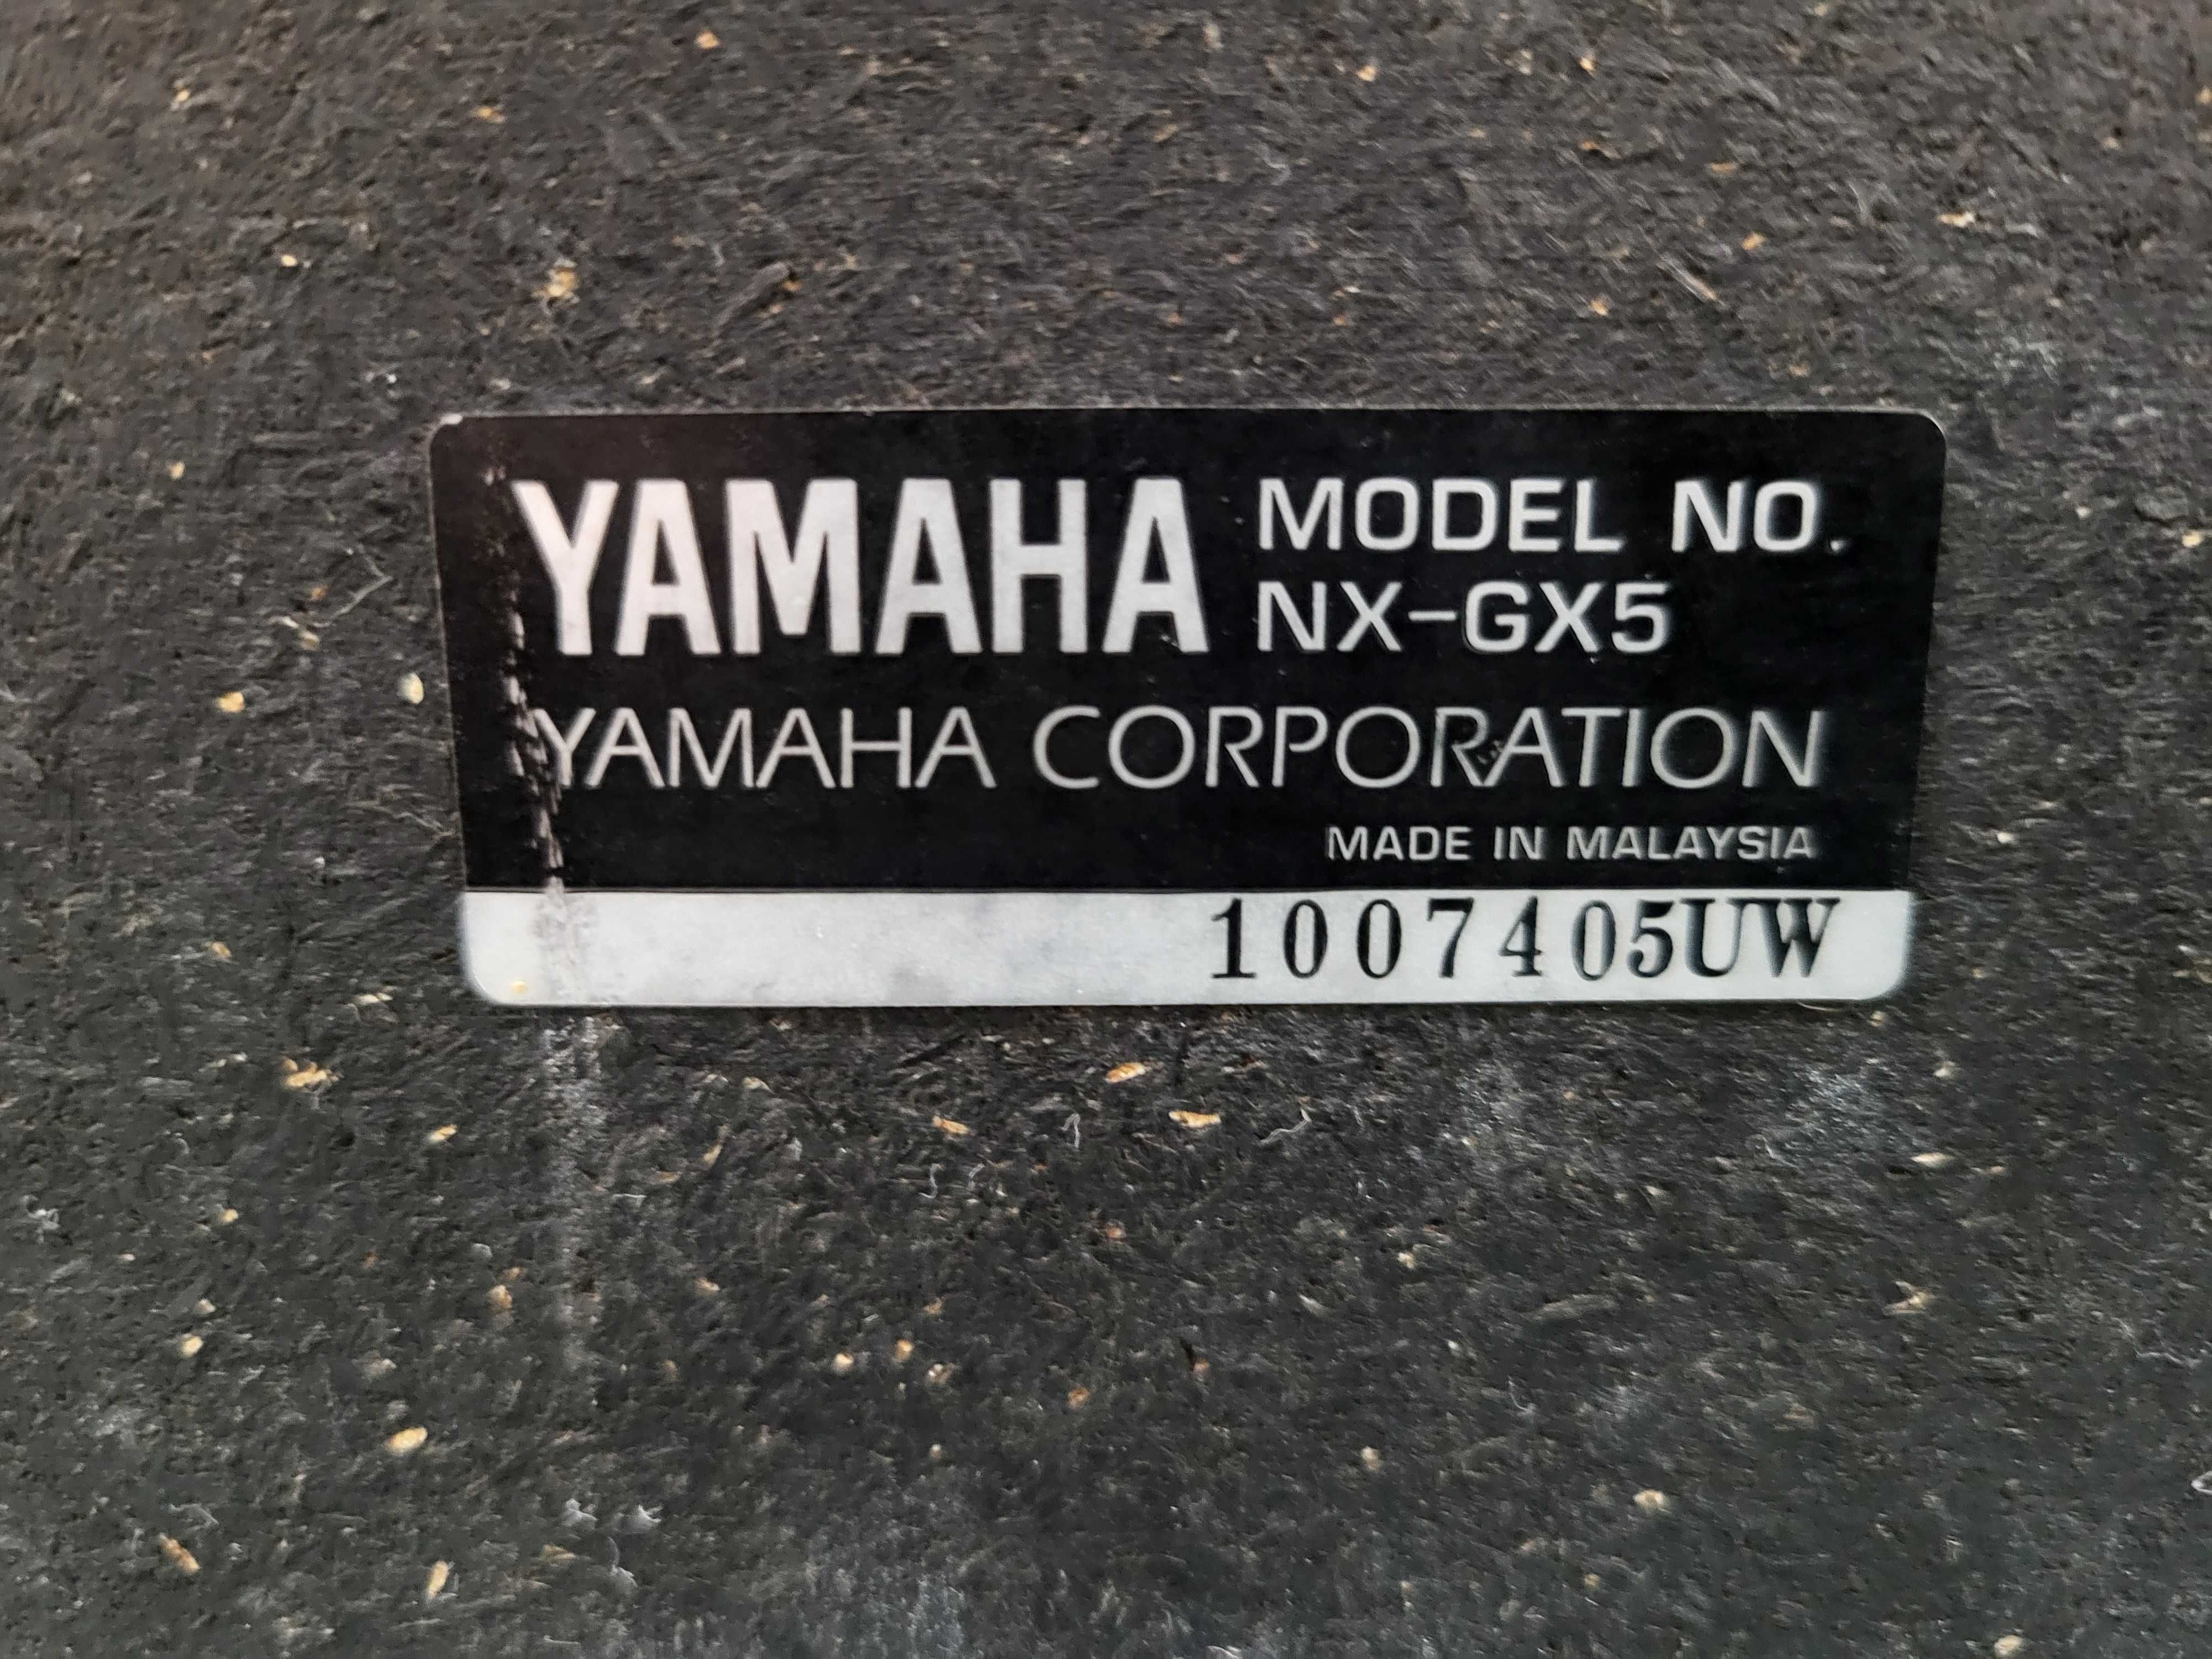 YAMAHA MODEL NO.
NX-GX5
YAMAHA CORPORATION
MADE IN MALAYSIA
1007405UW